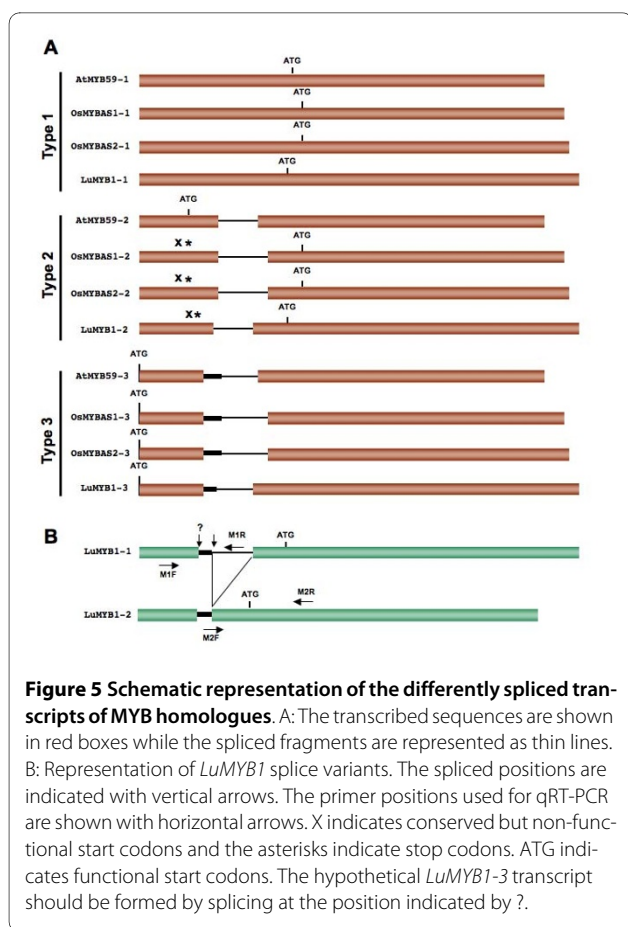 A
Type 1
ATG
AtMYB59-1
ATG
OsMYBAS1-1
ATG
OsMYBAS2-1
ATG
LuMYB1-1
Type 2
ATG
AtMYB59-2
X * ATG
OsMYBAS1-2
X * ATG
OsMYBAS2-2
X* ATG
LuMYB1-2
Type 3
ATG
AtMYB59-3
ATG
OsMYBAS1-3
ATG
OsMYBAS2-3
ATG
LuMYB1-3
B
? M1R ATG
LuMYB1-1
M1F
ATG M2R
LuMYB1-2
M2F
Figure 5 Schematic representation of the differently spliced tran-
scripts of MYB homologues. A: The transcribed sequences are shown
in red boxes while the spliced fragments are represented as thin lines.
B: Representation of LuMYB1 splice variants. The spliced positions are
indicated with vertical arrows. The primer positions used for qRT-PCR
are shown with horizontal arrows. X indicates conserved but non-func-
tional start codons and the asterisks indicate stop codons. ATG indi-
cates functional start codons. The hypothetical LuMYB1-3 transcript
should be formed by splicing at the position indicated by ?.